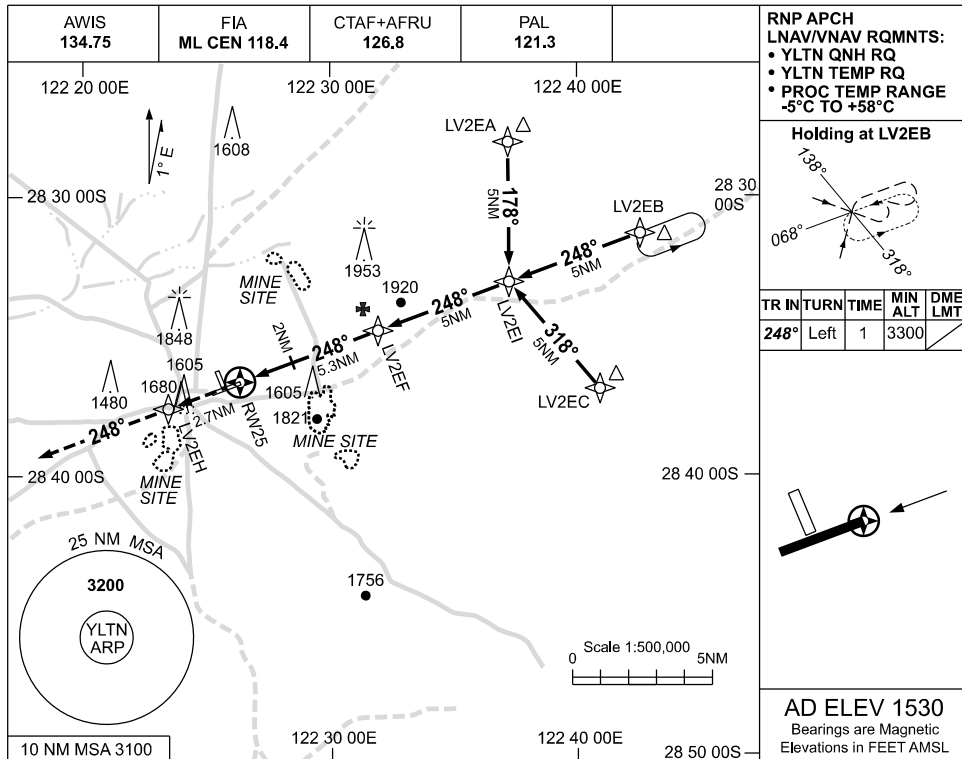 AWIS
134.75
FIA
ML CEN 118.4
CTAF+AFRU
126.8
PAL
121.3
RNP APCH
LNAV/VNAV RQMNTS:
• YLTN QNH RQ
• YLTN TEMP RQ
• PROC TEMP RANGE
-5°C TO +58°C
122 20 00E
122 30 00E
122 40 00E
1° E
1608
LV2EA
28 30 00S
28 30
00S
178°
5NM
LV2EB
248°
5NM
1953
MINE
SITE
1920
248°
5NM
LV2EI
318°
5NM
LV2EC
1848
2NM
248°
5.3NM
LV2EF
1605
1680
1480
1605
1821
2.7NM
RW25
248°
LV2EH
MINE SITE
MINE
SITE
28 40 00S
28 40 00S
25 NM MSA
3200
YLTN
ARP
1756
Scale 1:500,000
0
5NM
10 NM MSA 3100
122 30 00E
122 40 00E
28 50 00S
Holding at LV2EB
138°
068°
318°
TR IN
TURN
TIME
MIN
ALT
DME
LMT
248°
Left
1
3300
AD ELEV 1530
Bearings are Magnetic
Elevations in FEET AMSL